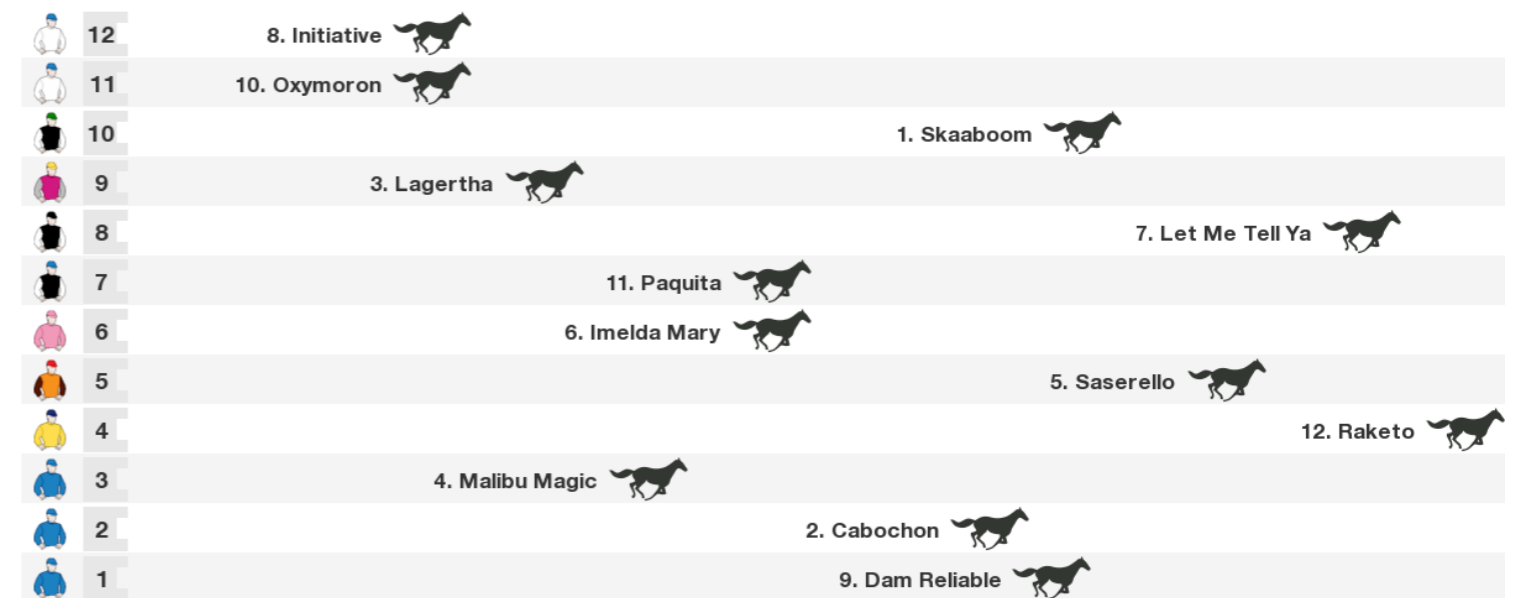 12 8. Initiative
11 10. Oxymoron
10 1. Skaaboom
9 3. Lagertha
8 7. Let Me Tell Ya
7 11. Paquita
6 6. Imelda Mary
5 5. Saserello
4 12. Raketo
3 4. Malibu Magic
2 2. Cabochon
1 9. Dam Reliable